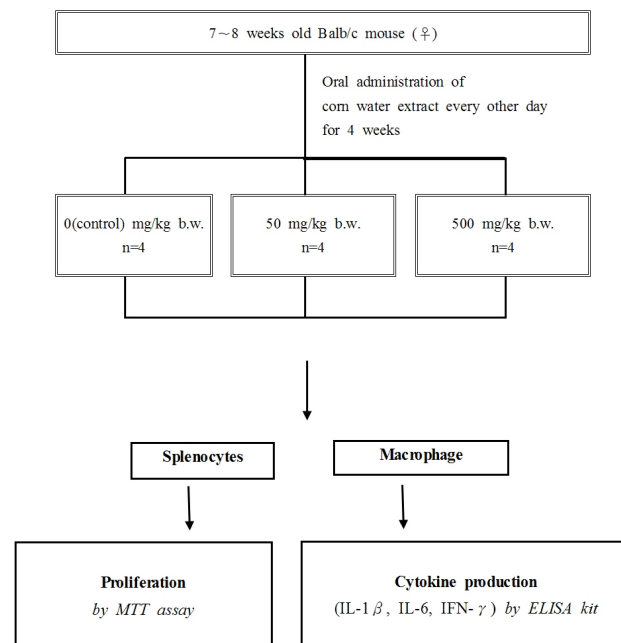 7~8 weeks old Balb/c mouse (♀)
Oral administration of
corn water extract every other day
for 4 weeks
0(control) mg/kg b.w.
n=4
50 mg/kg b.w.
n=4
500 mg/kg b.w.
n=4
Splenocytes
Macrophage
Proliferation
by MTT assay
Cytokine production
(IL-1β, IL-6, IFN-γ) by ELISA kit